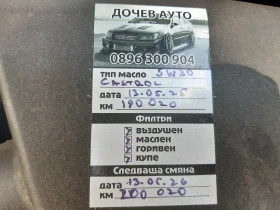 ДОЧЕВ АУТО
0896 300 904
тип масло 5W30
CASTROL
дата 13.05.25
км 190 020
Филтри
въздушен
маслен
горивен
купе
Следваща смяна
дата 13.05.26
км 200 020